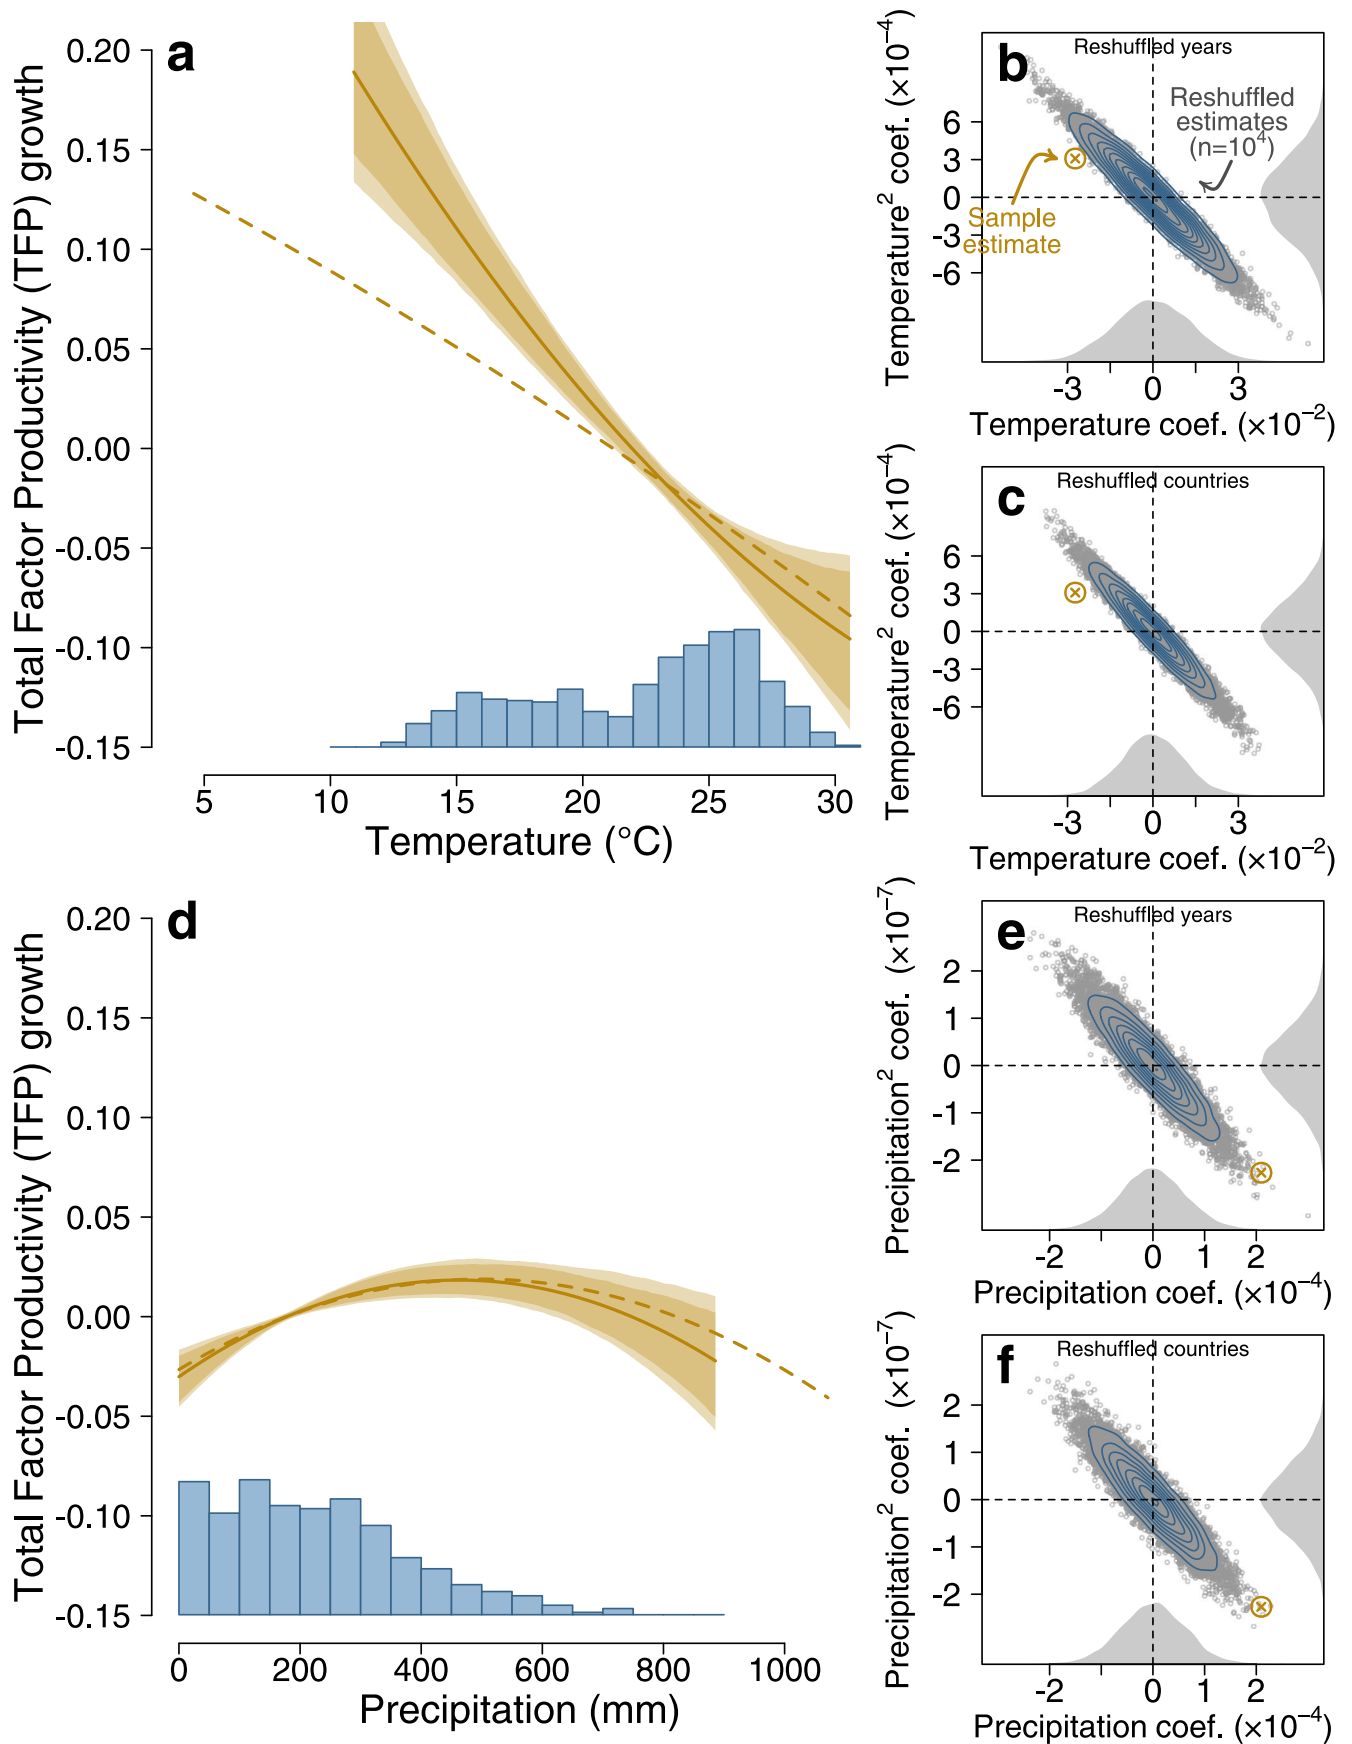 a
Total Factor Productivity (TFP) growth
0.20
0.15
0.10
0.05
0.00
-0.05
-0.10
-0.15
5 10 15 20 25 30
Temperature (°C)
b
Reshuffled years
Reshuffled
estimates
(n=10⁴)
Sample
estimate
Temperature² coef. (×10⁻⁴)
6
3
0
-3
-6
-3 0 3
Temperature coef. (×10⁻²)
c
Reshuffled countries
Temperature² coef. (×10⁻⁴)
6
3
0
-3
-6
-3 0 3
Temperature coef. (×10⁻²)
d
Total Factor Productivity (TFP) growth
0.20
0.15
0.10
0.05
0.00
-0.05
-0.10
-0.15
0 200 400 600 800 1000
Precipitation (mm)
e
Reshuffled years
Precipitation² coef. (×10⁻⁷)
2
1
0
-1
-2
-2 0 1 2
Precipitation coef. (×10⁻⁴)
f
Reshuffled countries
Precipitation² coef. (×10⁻⁷)
2
1
0
-1
-2
-2 0 1 2
Precipitation coef. (×10⁻⁴)